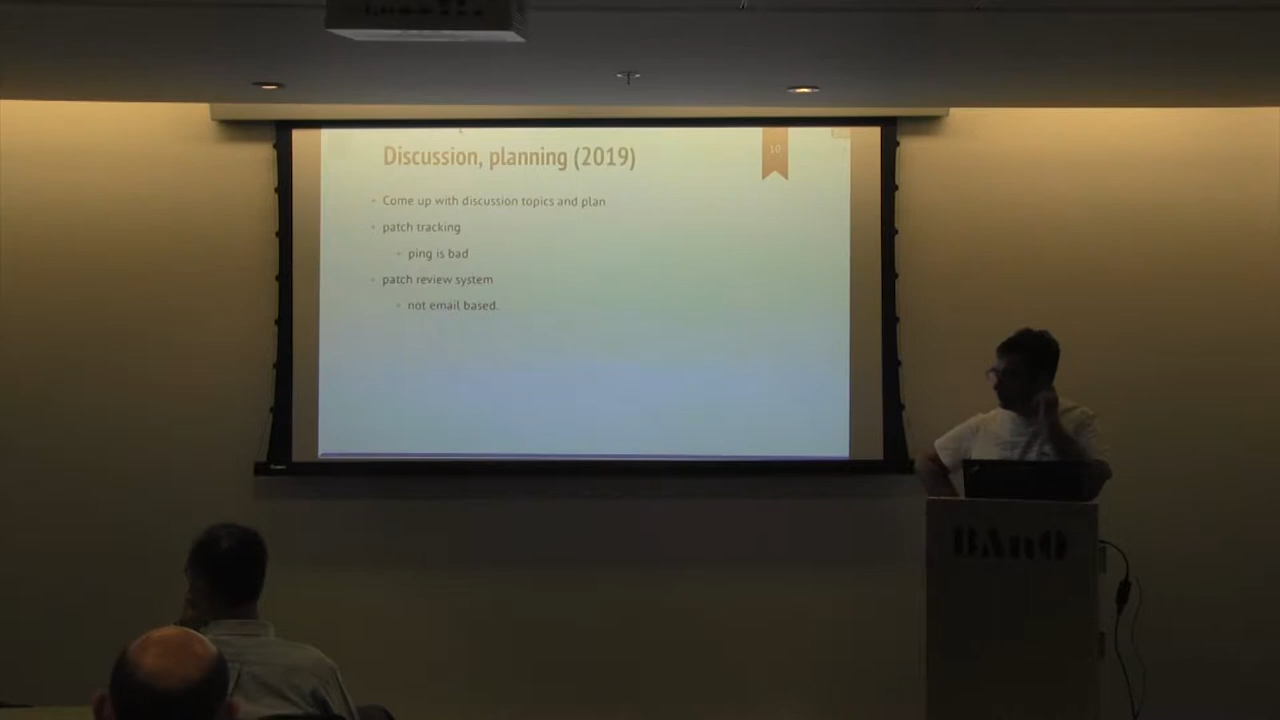 Discussion, planning (2019)
10
Come up with discussion topics and plan
patch tracking
ping is bad
patch review system
not email based.
BAnQ